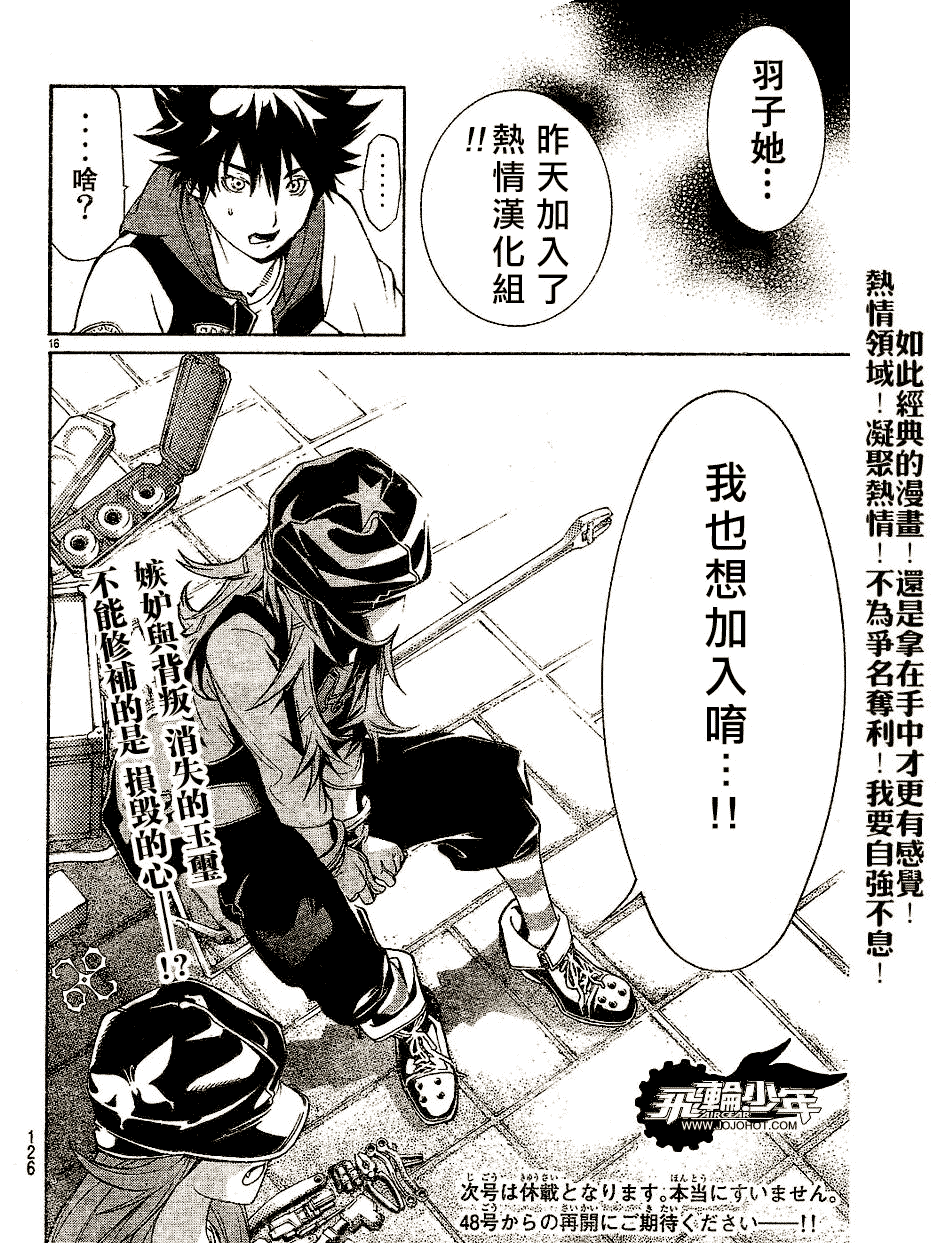 羽子她…
昨天加入了
熱情漢化組
!!
……
……啥？
16
我也想加入唷…!!
嫉妒與背叛 消失的玉璽
不能修補的是 損毀的心——!?
如此經典的漫畫！還是拿在手中才更有感覺！
熱情領域！凝聚熱情！不為爭名奪利！我要自強不息！
飛輪少年
AIR GEAR
WWW.JOJOHOT.COM
次号は休載となります。本当にすいません。
48号からの再開にご期待ください——!!
126